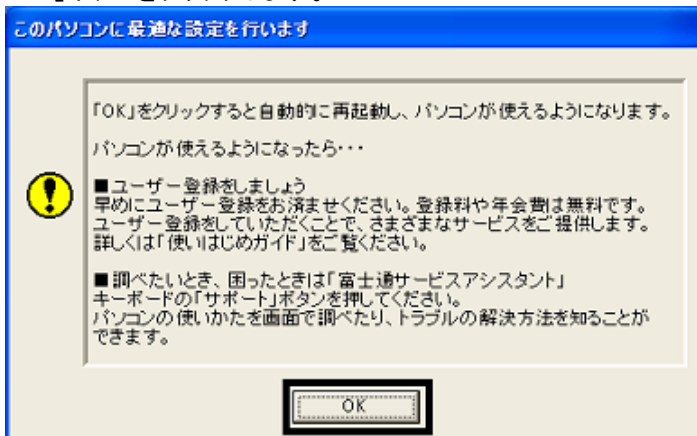 このパソコンに最適な設定を行います
「OK」をクリックすると自動的に再起動し、パソコンが使えるようになります。
パソコンが使えるようになったら・・・
■ユーザー登録をしましょう
早めにユーザー登録をお済ませください。登録料や年会費は無料です。
ユーザー登録をしていただくことで、さまざまなサービスをご提供します。
詳しくは「使いはじめガイド」をご覧ください。
■調べたいとき、困ったときは「富士通サービスアシスタント」
キーボードの「サポート」ボタンを押してください。
パソコンの使いかたを画面で調べたり、トラブルの解決方法を知ることが
できます。
OK